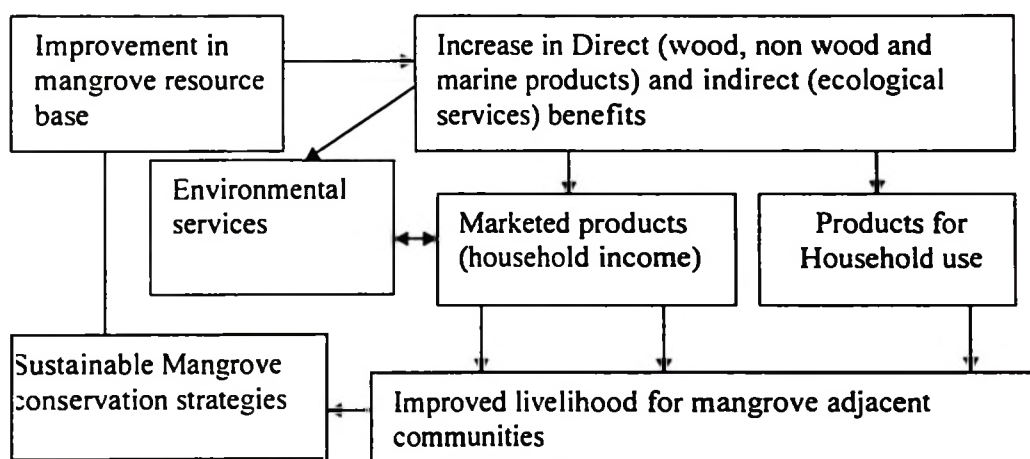 Improvement in
mangrove resource
base
Increase in Direct (wood, non wood and
marine products) and indirect (ecological
services) benefits
Environmental
services
Marketed products
(household income)
Products for
Household use
Sustainable Mangrove
conservation strategies
Improved livelihood for mangrove adjacent
communities